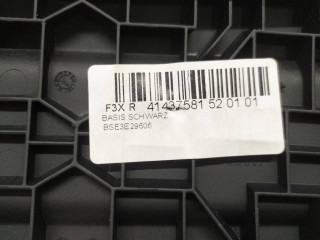 F3X R 41437581 52 01 01
BASIS SCHWARZ
BSE3E29606